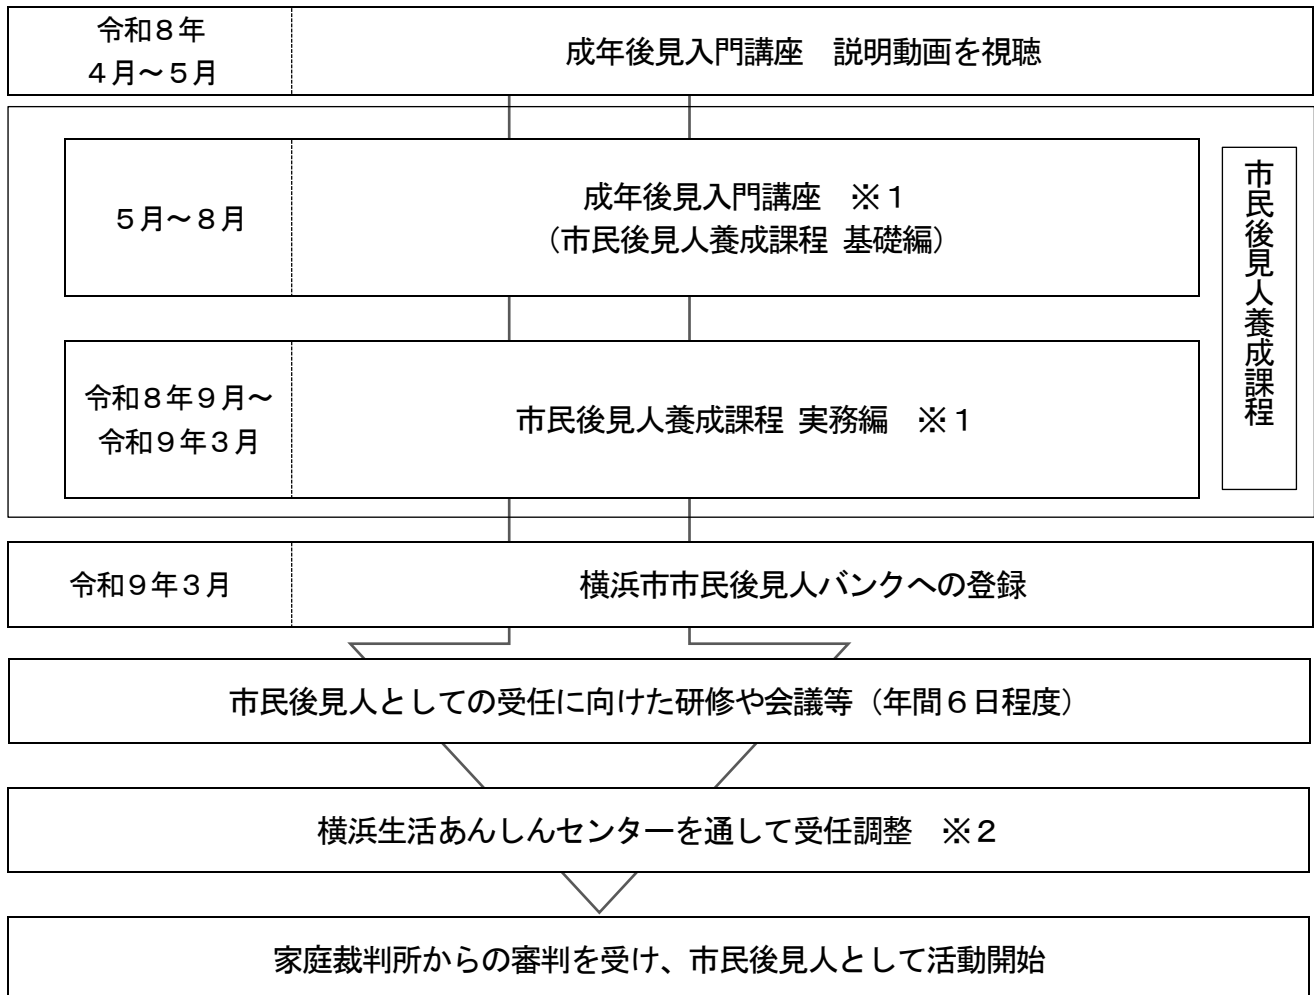 令和８年
４月～５月
成年後見入門講座　説明動画を視聴
５月～８月
成年後見入門講座　※１
（市民後見人養成課程 基礎編）
市民後見人養成課程
令和８年９月～
令和９年３月
市民後見人養成課程 実務編　※１
令和９年３月
横浜市市民後見人バンクへの登録
市民後見人としての受任に向けた研修や会議等（年間６日程度）
横浜生活あんしんセンターを通して受任調整　※２
家庭裁判所からの審判を受け、市民後見人として活動開始